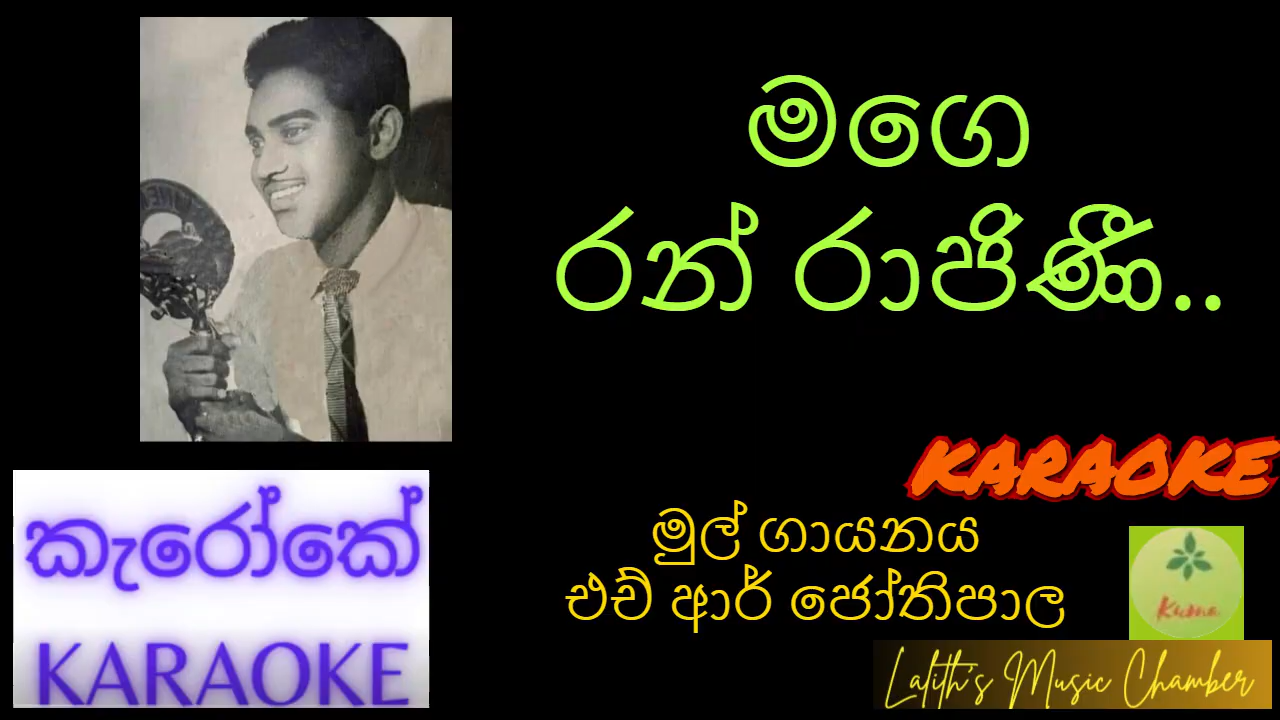 මගෙ
රන් රාජිණී..
KARAOKE
කැරෝකේ
KARAOKE
මුල් ගායනය
එච් ආර් ජෝතිපාල
Kuma
Lalith's Music Chamber